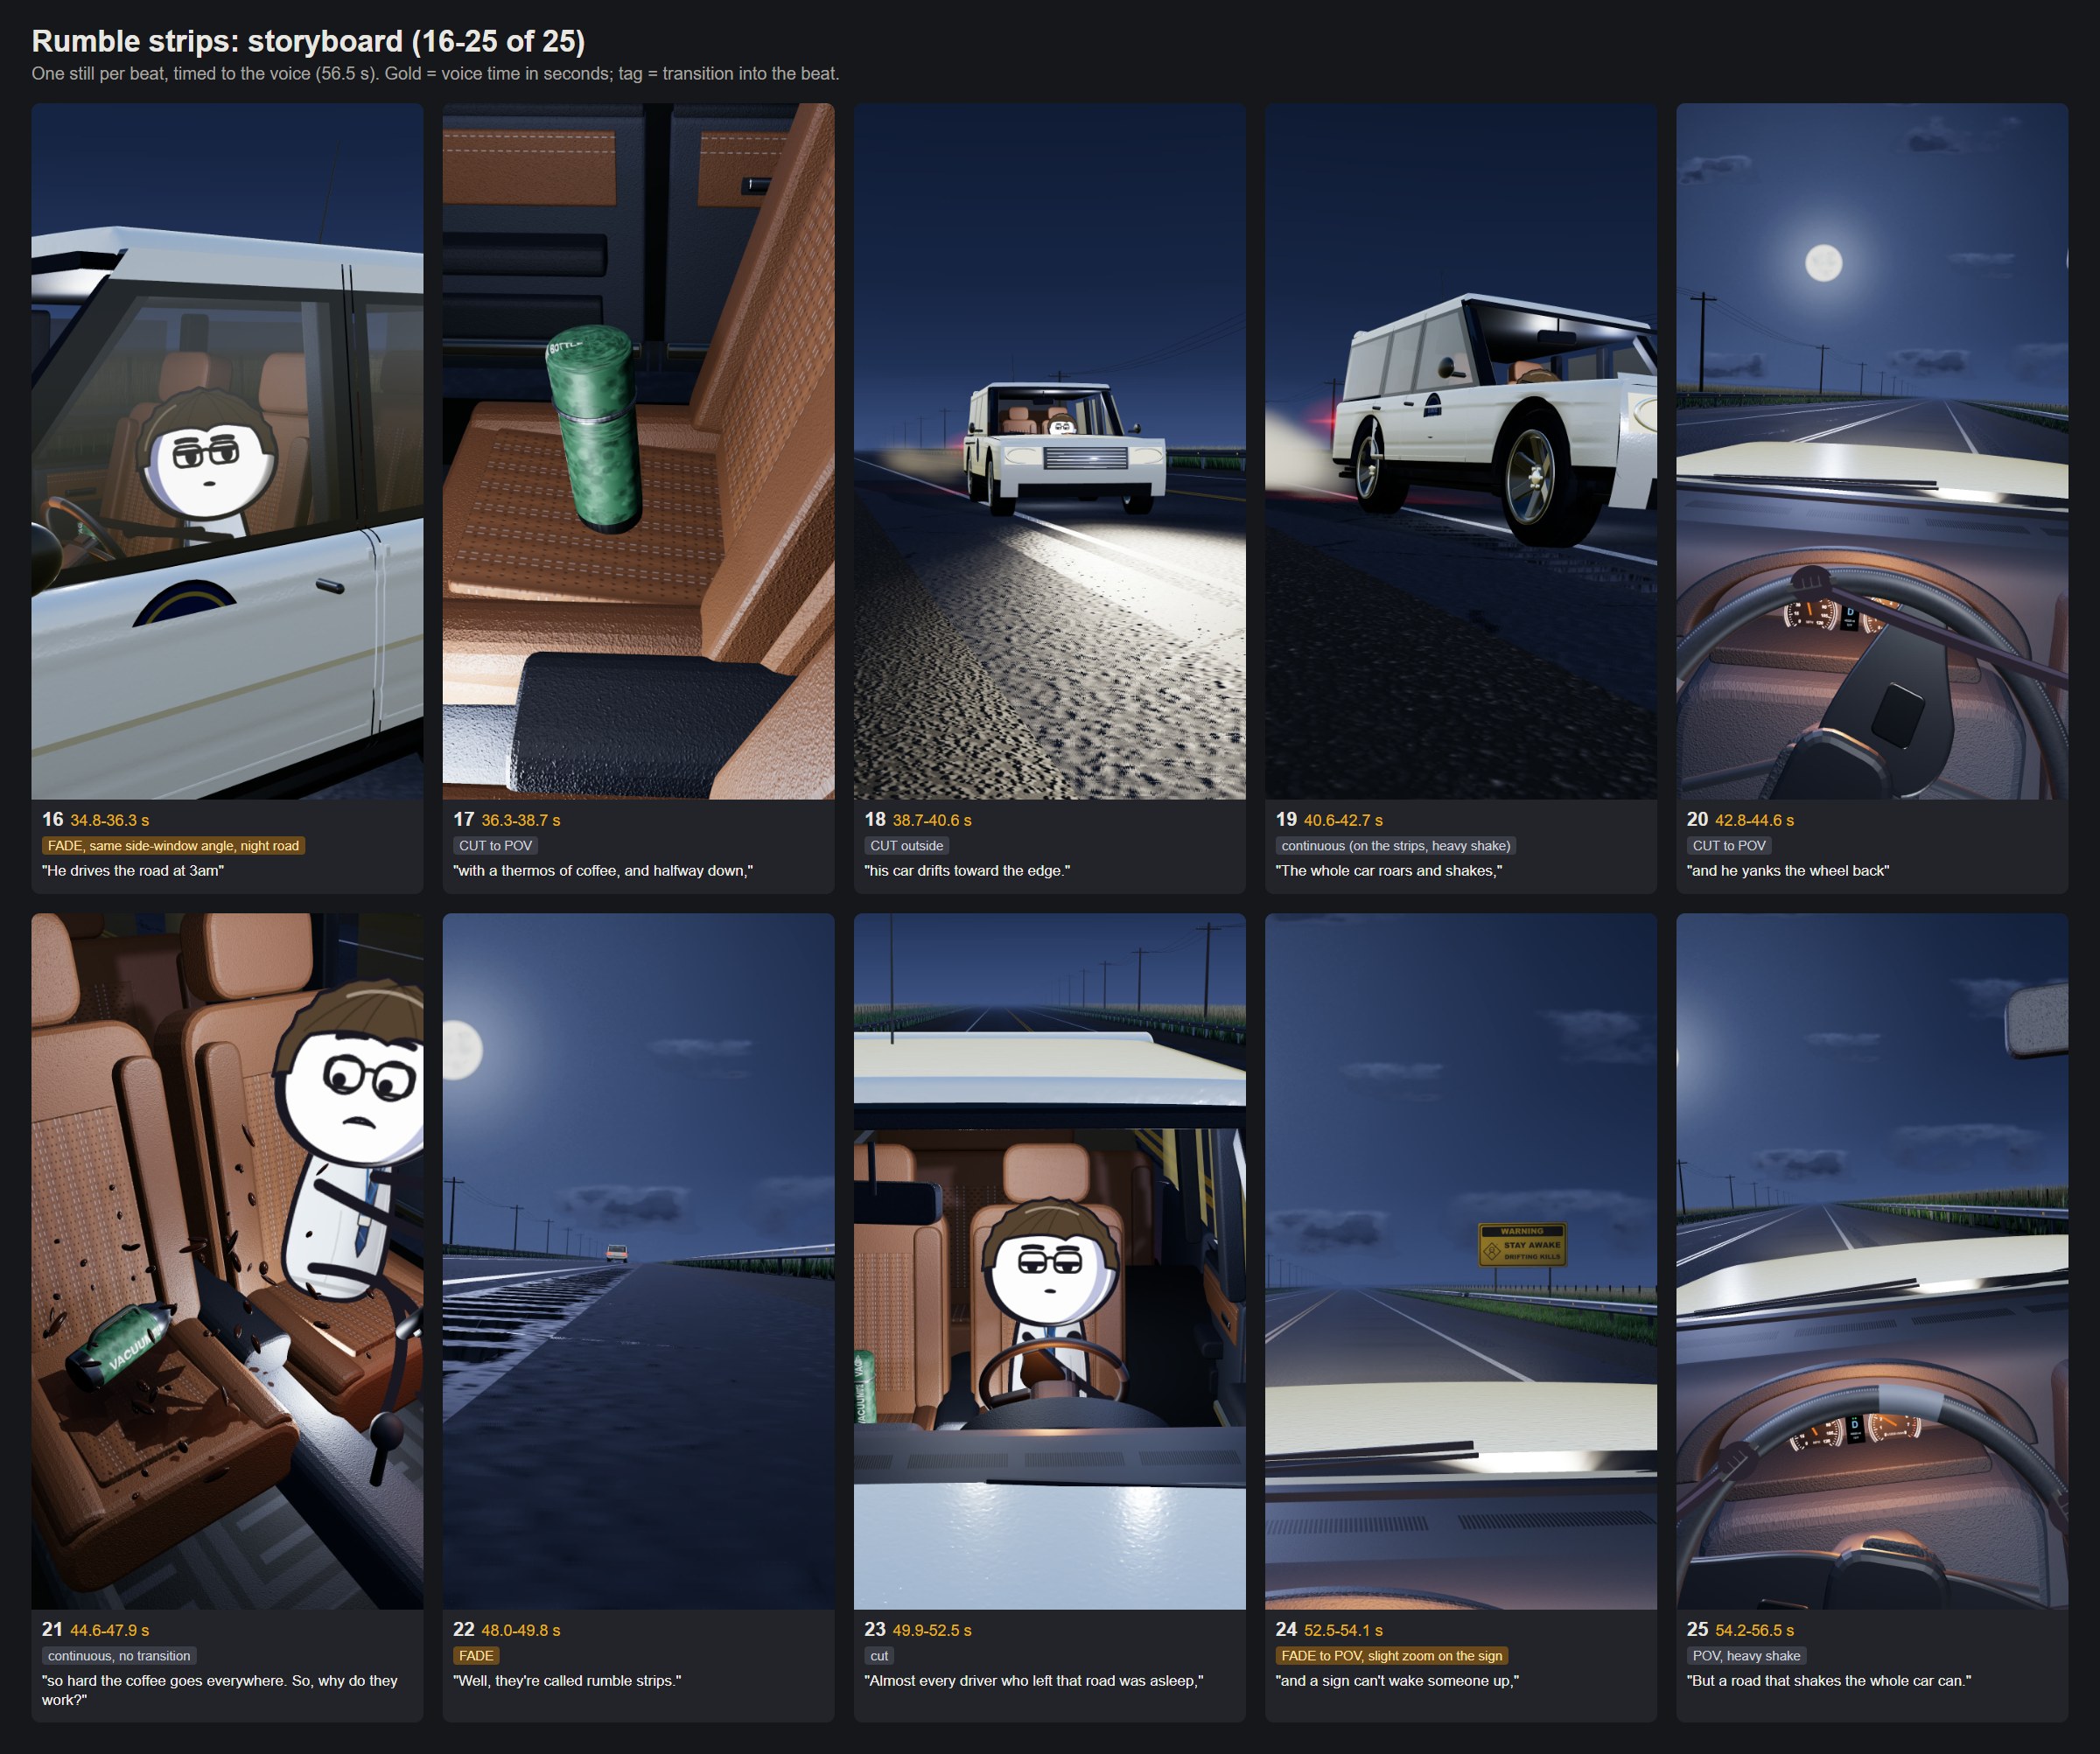 Rumble strips: storyboard (16-25 of 25)
One still per beat, timed to the voice (56.5 s). Gold = voice time in seconds; tag = transition into the beat.
BOTTLE
16 34.8-36.3 s
FADE, same side-window angle, night road
"He drives the road at 3am"
17 36.3-38.7 s
CUT to POV
"with a thermos of coffee, and halfway down,"
18 38.7-40.6 s
CUT outside
"his car drifts toward the edge."
19 40.6-42.7 s
continuous (on the strips, heavy shake)
"The whole car roars and shakes,"
D
20 42.8-44.6 s
CUT to POV
"and he yanks the wheel back"
VACUUM
21 44.6-47.9 s
continuous, no transition
"so hard the coffee goes everywhere. So, why do they
work?"
22 48.0-49.8 s
FADE
"Well, they're called rumble strips."
VACUUM
23 49.9-52.5 s
cut
"Almost every driver who left that road was asleep,"
WARNING
STAY AWAKE
DRIFTING KILLS
24 52.5-54.1 s
FADE to POV, slight zoom on the sign
"and a sign can't wake someone up,"
D
25 54.2-56.5 s
POV, heavy shake
"But a road that shakes the whole car can."